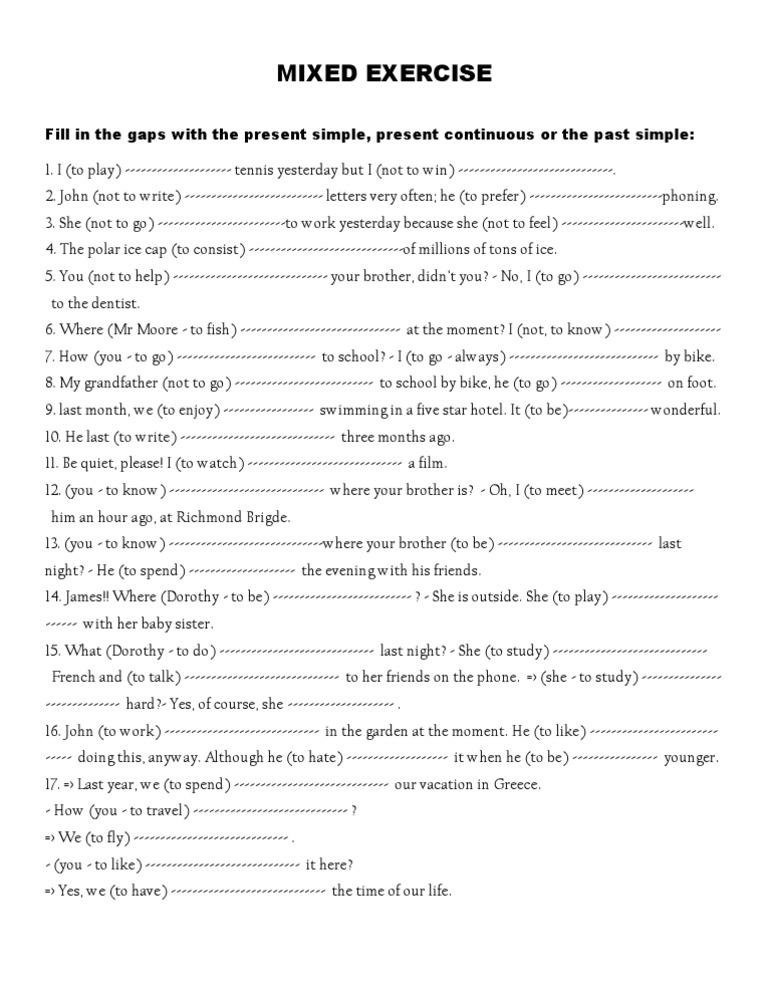 MIXED EXERCISE
Fill in the gaps with the present simple, present continuous or the past simple:
1. I (to play) -------------------- tennis yesterday but I (not to win) -----------------------------.
2. John (not to write) -------------------------- letters very often; he (to prefer) -------------------------phoning.
3. She (not to go) ------------------------to work yesterday because she (not to feel) -----------------------well.
4. The polar ice cap (to consist) -----------------------------of millions of tons of ice.
5. You (not to help) ----------------------------- your brother, didn't you? - No, I (to go) --------------------------
to the dentist.
6. Where (Mr Moore - to fish) ------------------------------ at the moment? I (not, to know) --------------------
7. How (you - to go) -------------------------- to school? - I (to go - always) ---------------------------- by bike.
8. My grandfather (not to go) -------------------------- to school by bike, he (to go) ------------------- on foot.
9. last month, we (to enjoy) ----------------- swimming in a five star hotel. It (to be)--------------- wonderful.
10. He last (to write) ----------------------------- three months ago.
11. Be quiet, please! I (to watch) ----------------------------- a film.
12. (you - to know) ----------------------------- where your brother is? - Oh, I (to meet) --------------------
him an hour ago, at Richmond Brigde.
13. (you - to know) -----------------------------where your brother (to be) ----------------------------- last
night? - He (to spend) -------------------- the evening with his friends.
14. James!! Where (Dorothy - to be) -------------------------- ? - She is outside. She (to play) --------------------
------ with her baby sister.
15. What (Dorothy - to do) ----------------------------- last night? - She (to study) -----------------------------
French and (to talk) ----------------------------- to her friends on the phone. => (she - to study) ---------------
-------------- hard?- Yes, of course, she -------------------- .
16. John (to work) ----------------------------- in the garden at the moment. He (to like) ------------------------
----- doing this, anyway. Although he (to hate) ------------------- it when he (to be) ---------------- younger.
17. => Last year, we (to spend) ----------------------------- our vacation in Greece.
- How (you - to travel) ----------------------------- ?
=> We (to fly) ----------------------------- .
- (you - to like) ----------------------------- it here?
=> Yes, we (to have) ----------------------------- the time of our life.